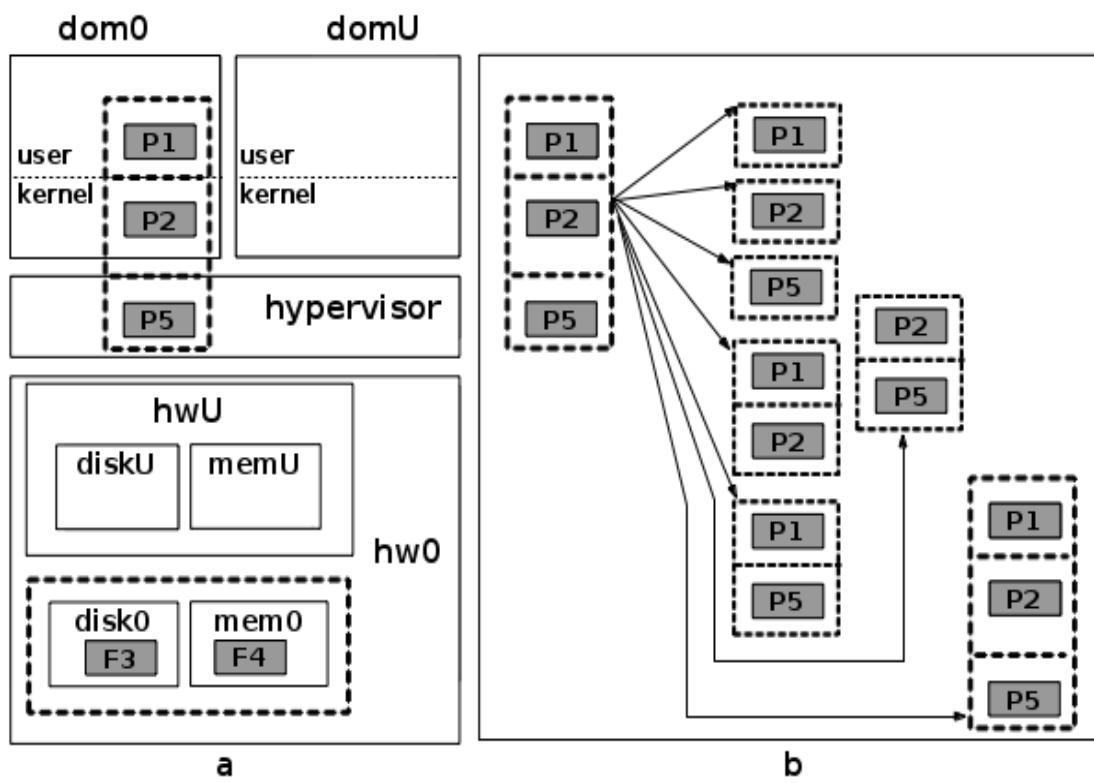 dom0
domU
P1
user
kernel
P2
user
kernel
hypervisor
P5
hwU
diskU
memU
hw0
disk0
mem0
F3
F4
a
P1
P2
P5
P1
P2
P5
P1
P2
P1
P5
P2
P5
P1
P2
P5
b